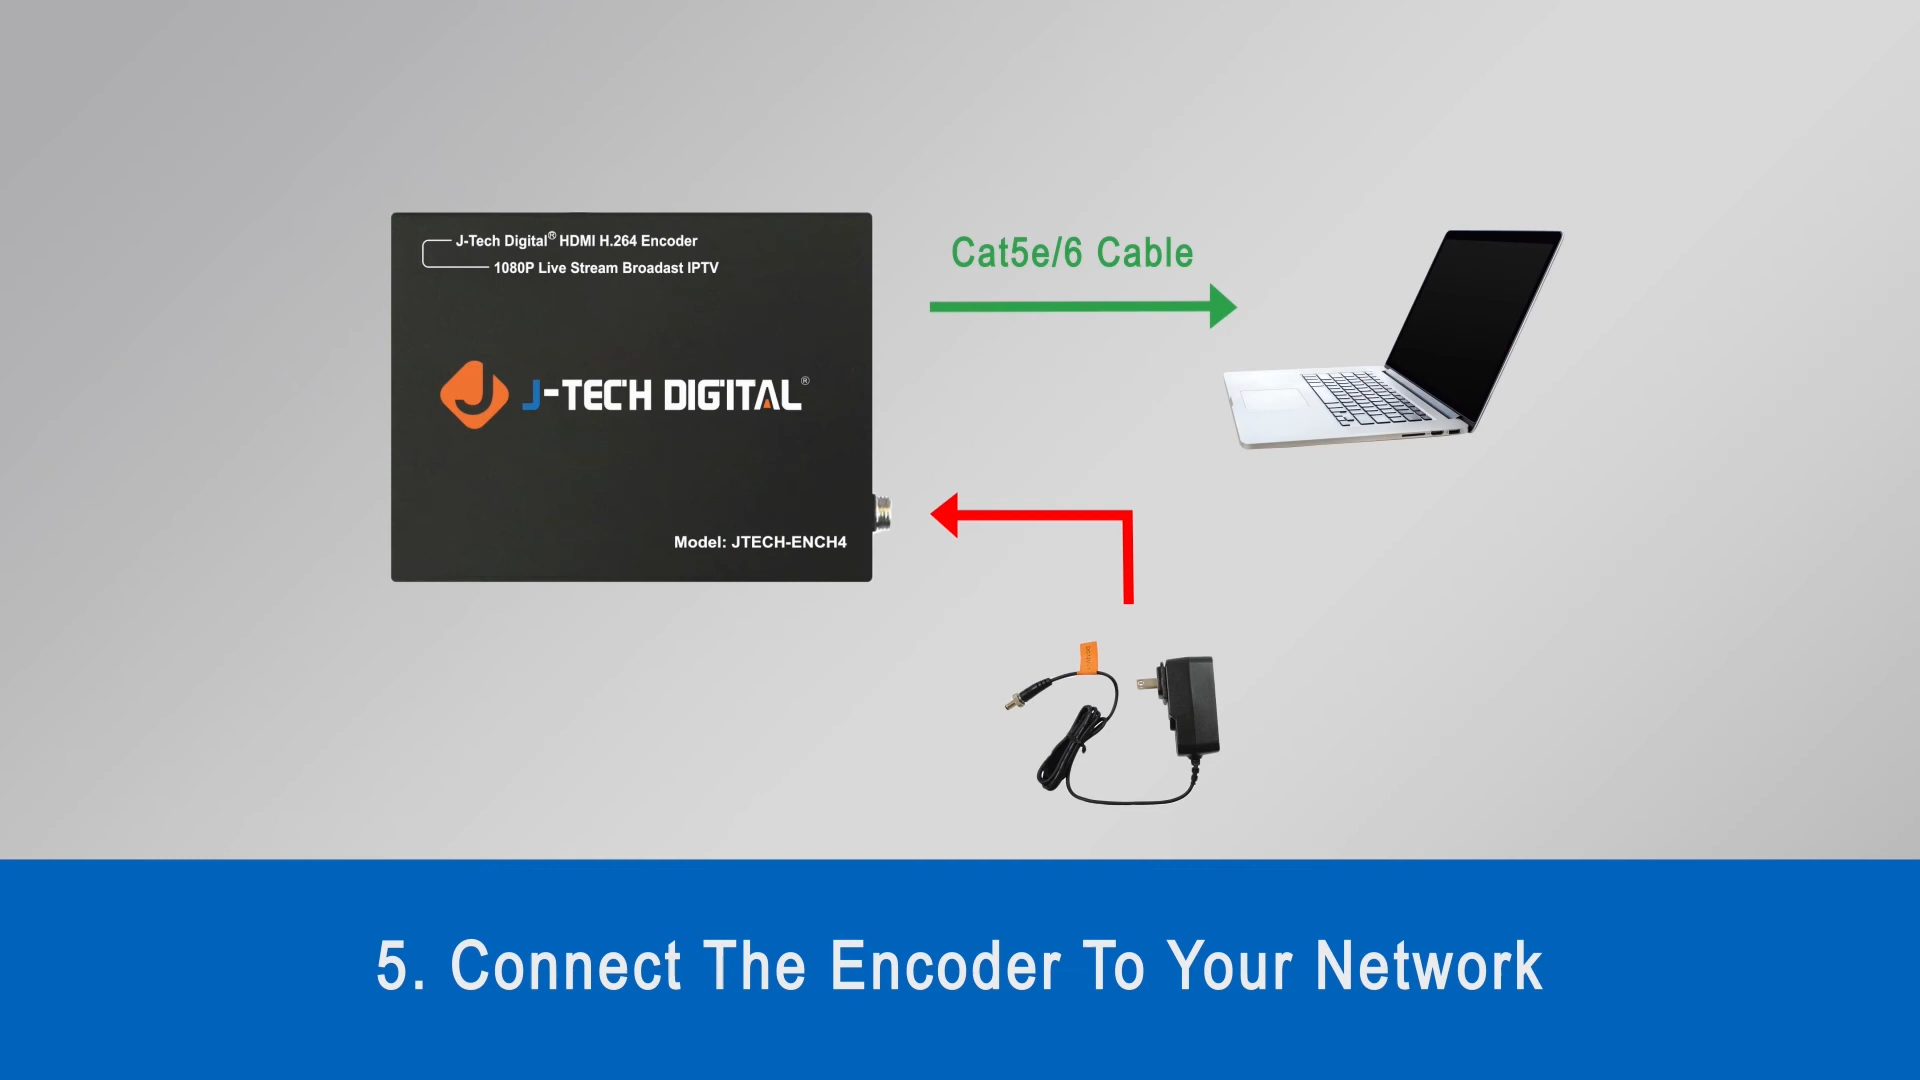 J-Tech Digital® HDMI H.264 Encoder
1080P Live Stream Broadast IPTV
Cat5e/6 Cable
J-TECH DIGITAL®
Model: JTECH-ENCH4
5. Connect The Encoder To Your Network